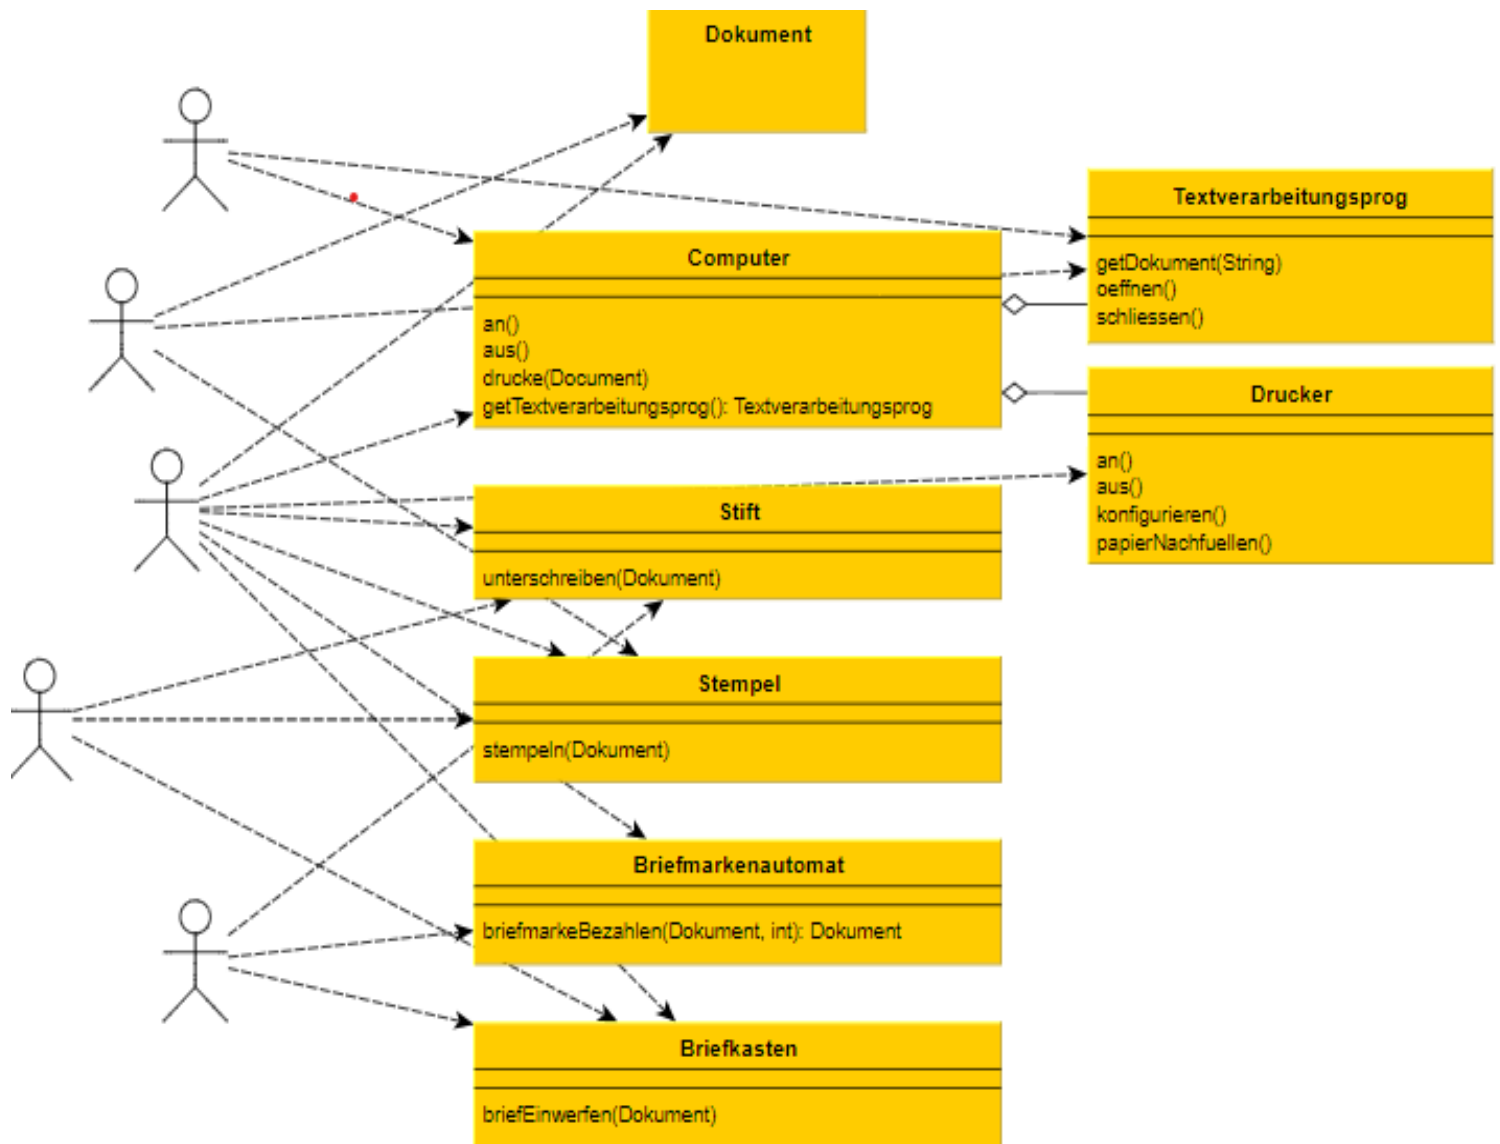 Dokument
Textverarbeitungsprog
getDokument(String)
oeffnen()
schliessen()
Computer
an()
aus()
drucke(Document)
getTextverarbeitungsprog(): Textverarbeitungsprog
Drucker
an()
aus()
konfigurieren()
papierNachfuellen()
Stift
unterschreiben(Dokument)
Stempel
stempeln(Dokument)
Briefmarkenautomat
briefmarkeBezahlen(Dokument, int): Dokument
Briefkasten
briefEinwerfen(Dokument)